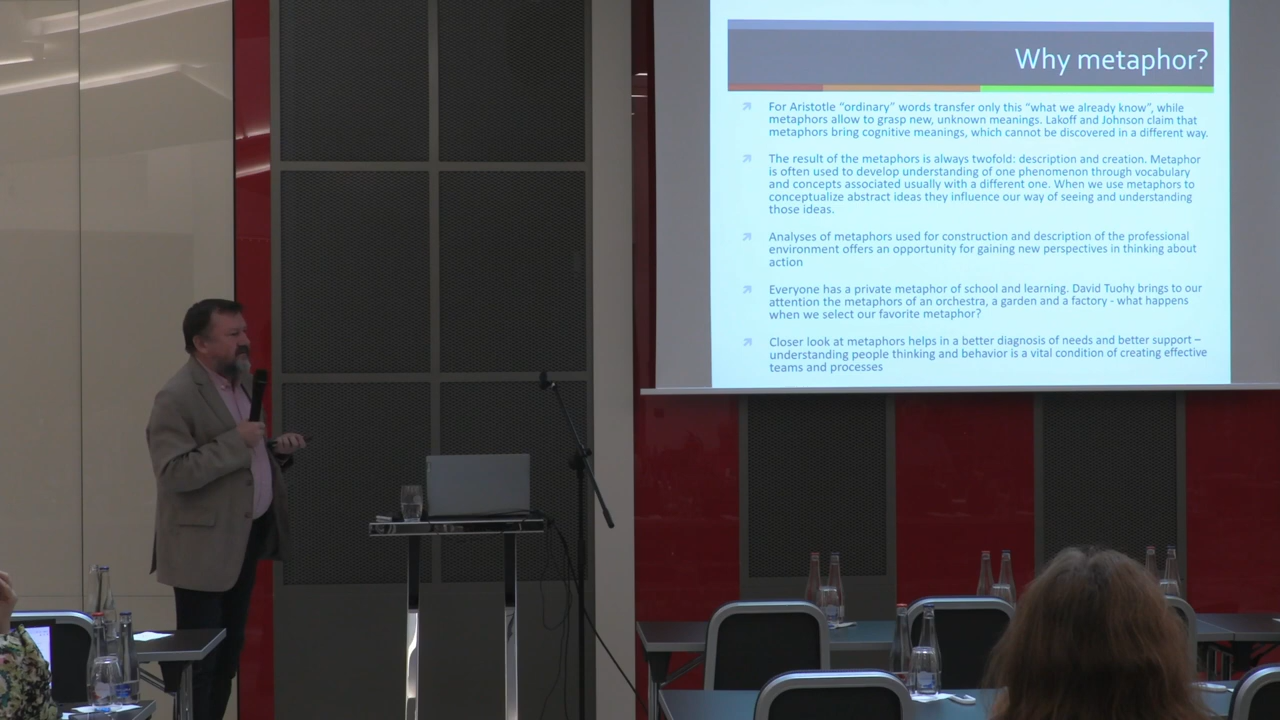 Why metaphor?
For Aristotle “ordinary” words transfer only this “what we already know”, while
metaphors allow to grasp new, unknown meanings. Lakoff and Johnson claim that
metaphors bring cognitive meanings, which cannot be discovered in a different way.
The result of the metaphors is always twofold: description and creation. Metaphor
is often used to develop understanding of one phenomenon through vocabulary
and concepts associated usually with a different one. When we use metaphors to
conceptualize abstract ideas they influence our way of seeing and understanding
those ideas.
Analyses of metaphors used for construction and description of the professional
environment offers an opportunity for gaining new perspectives in thinking about
action
Everyone has a private metaphor of school and learning. David Tuohy brings to our
attention the metaphors of an orchestra, a garden and a factory - what happens
when we select our favorite metaphor?
Closer look at metaphors helps in a better diagnosis of needs and better support –
understanding people thinking and behavior is a vital condition of creating effective
teams and processes